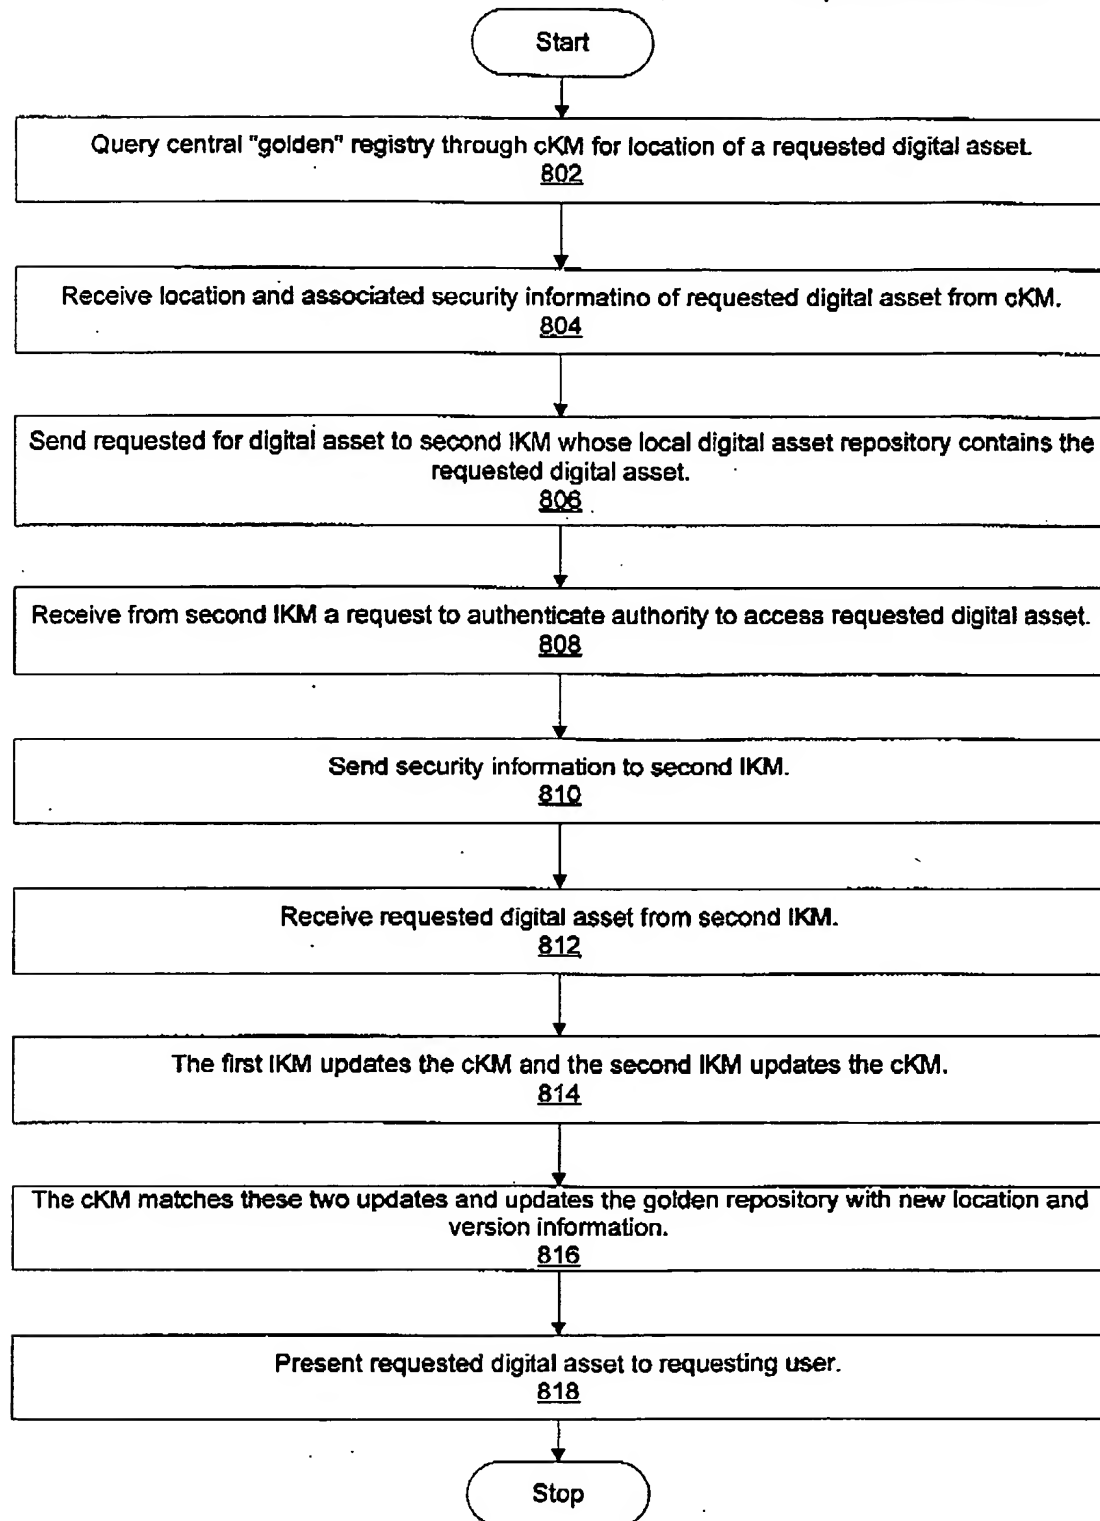 Start
Query central "golden" registry through cKM for location of a requested digital asset.
802
Receive location and associated security informatino of requested digital asset from cKM.
804
Send requested for digital asset to second lKM whose local digital asset repository contains the
requested digital asset.
806
Receive from second lKM a request to authenticate authority to access requested digital asset.
808
Send security information to second lKM.
810
Receive requested digital asset from second lKM.
812
The first lKM updates the cKM and the second lKM updates the cKM.
814
The cKM matches these two updates and updates the golden repository with new location and
version information.
816
Present requested digital asset to requesting user.
818
Stop